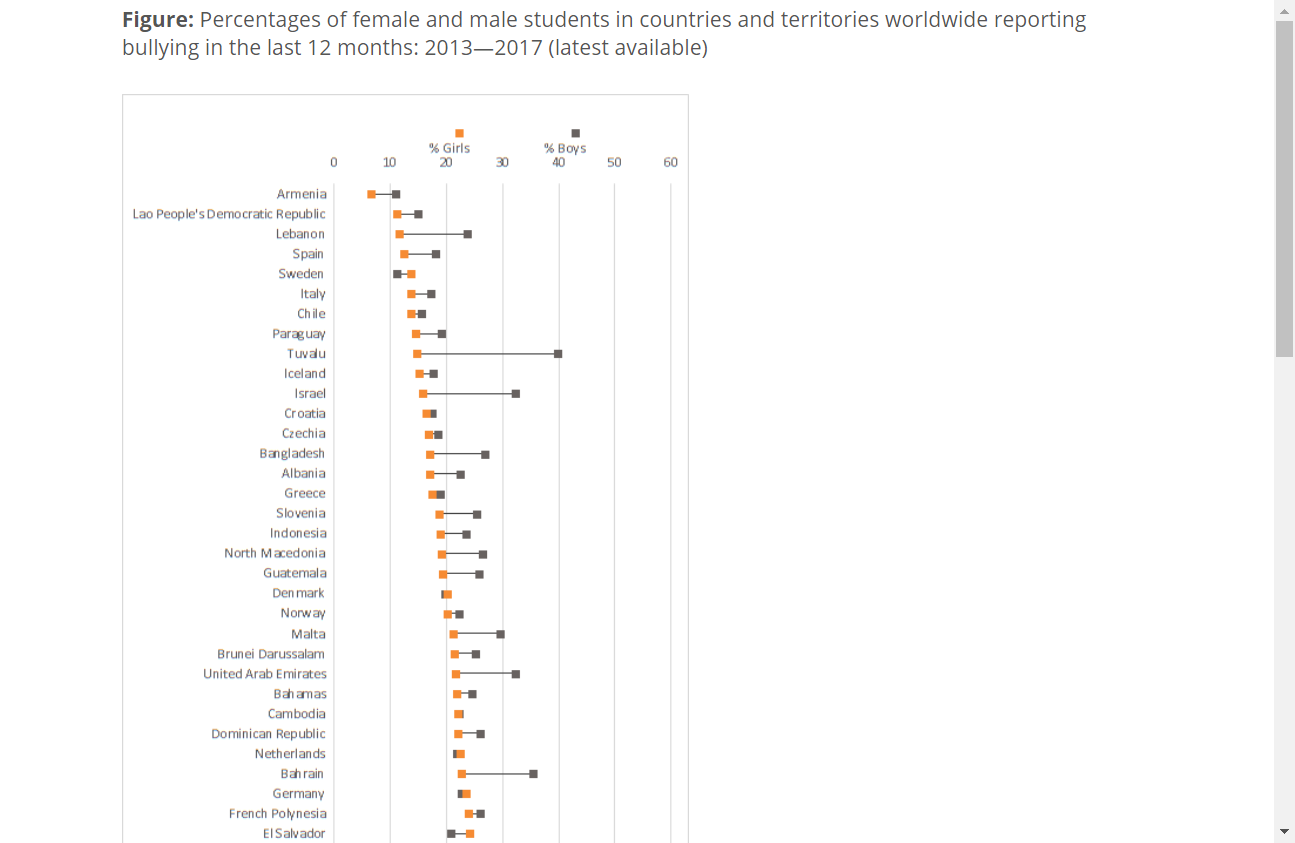 Figure: Percentages of female and male students in countries and territories worldwide reporting
bullying in the last 12 months: 2013—2017 (latest available)
% Girls % Boys
0 10 20 30 40 50 60
Armenia
Lao People's Democratic Republic
Lebanon
Spain
Sweden
Italy
Chile
Paraguay
Tuvalu
Iceland
Israel
Croatia
Czechia
Bangladesh
Albania
Greece
Slovenia
Indonesia
North Macedonia
Guatemala
Denmark
Norway
Malta
Brunei Darussalam
United Arab Emirates
Bahamas
Cambodia
Dominican Republic
Netherlands
Bahrain
Germany
French Polynesia
El Salvador